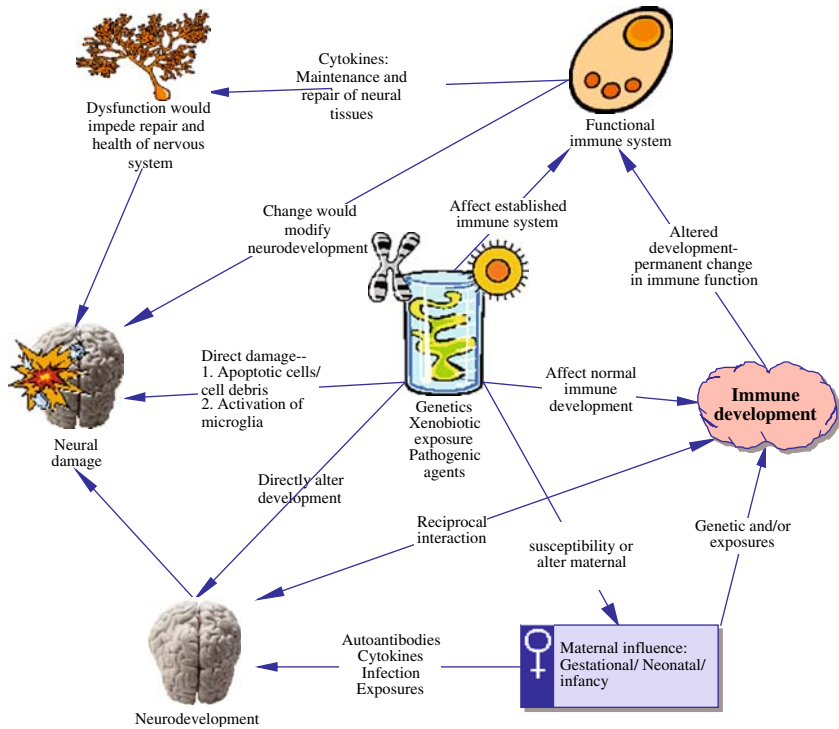 Cytokines:
Maintenance and
repair of neural
tissues
Dysfunction would
impede repair and
health of nervous
system
Functional
immune system
Change would
modify
neurodevelopment
Affect established
immune system
Altered
development-
permanent change
in immune function
Direct damage--
1. Apoptotic cells/
cell debris
2. Activation of
microglia
Neural
damage
Genetics
Xenobiotic
exposure
Pathogenic
agents
Affect normal
immune
development
Immune
development
Directly alter
development
Reciprocal
interaction
susceptibility or
alter maternal
Genetic and/or
exposures
Autoantibodies
Cytokines
Infection
Exposures
Maternal influence:
Gestational/ Neonatal/
infancy
Neurodevelopment